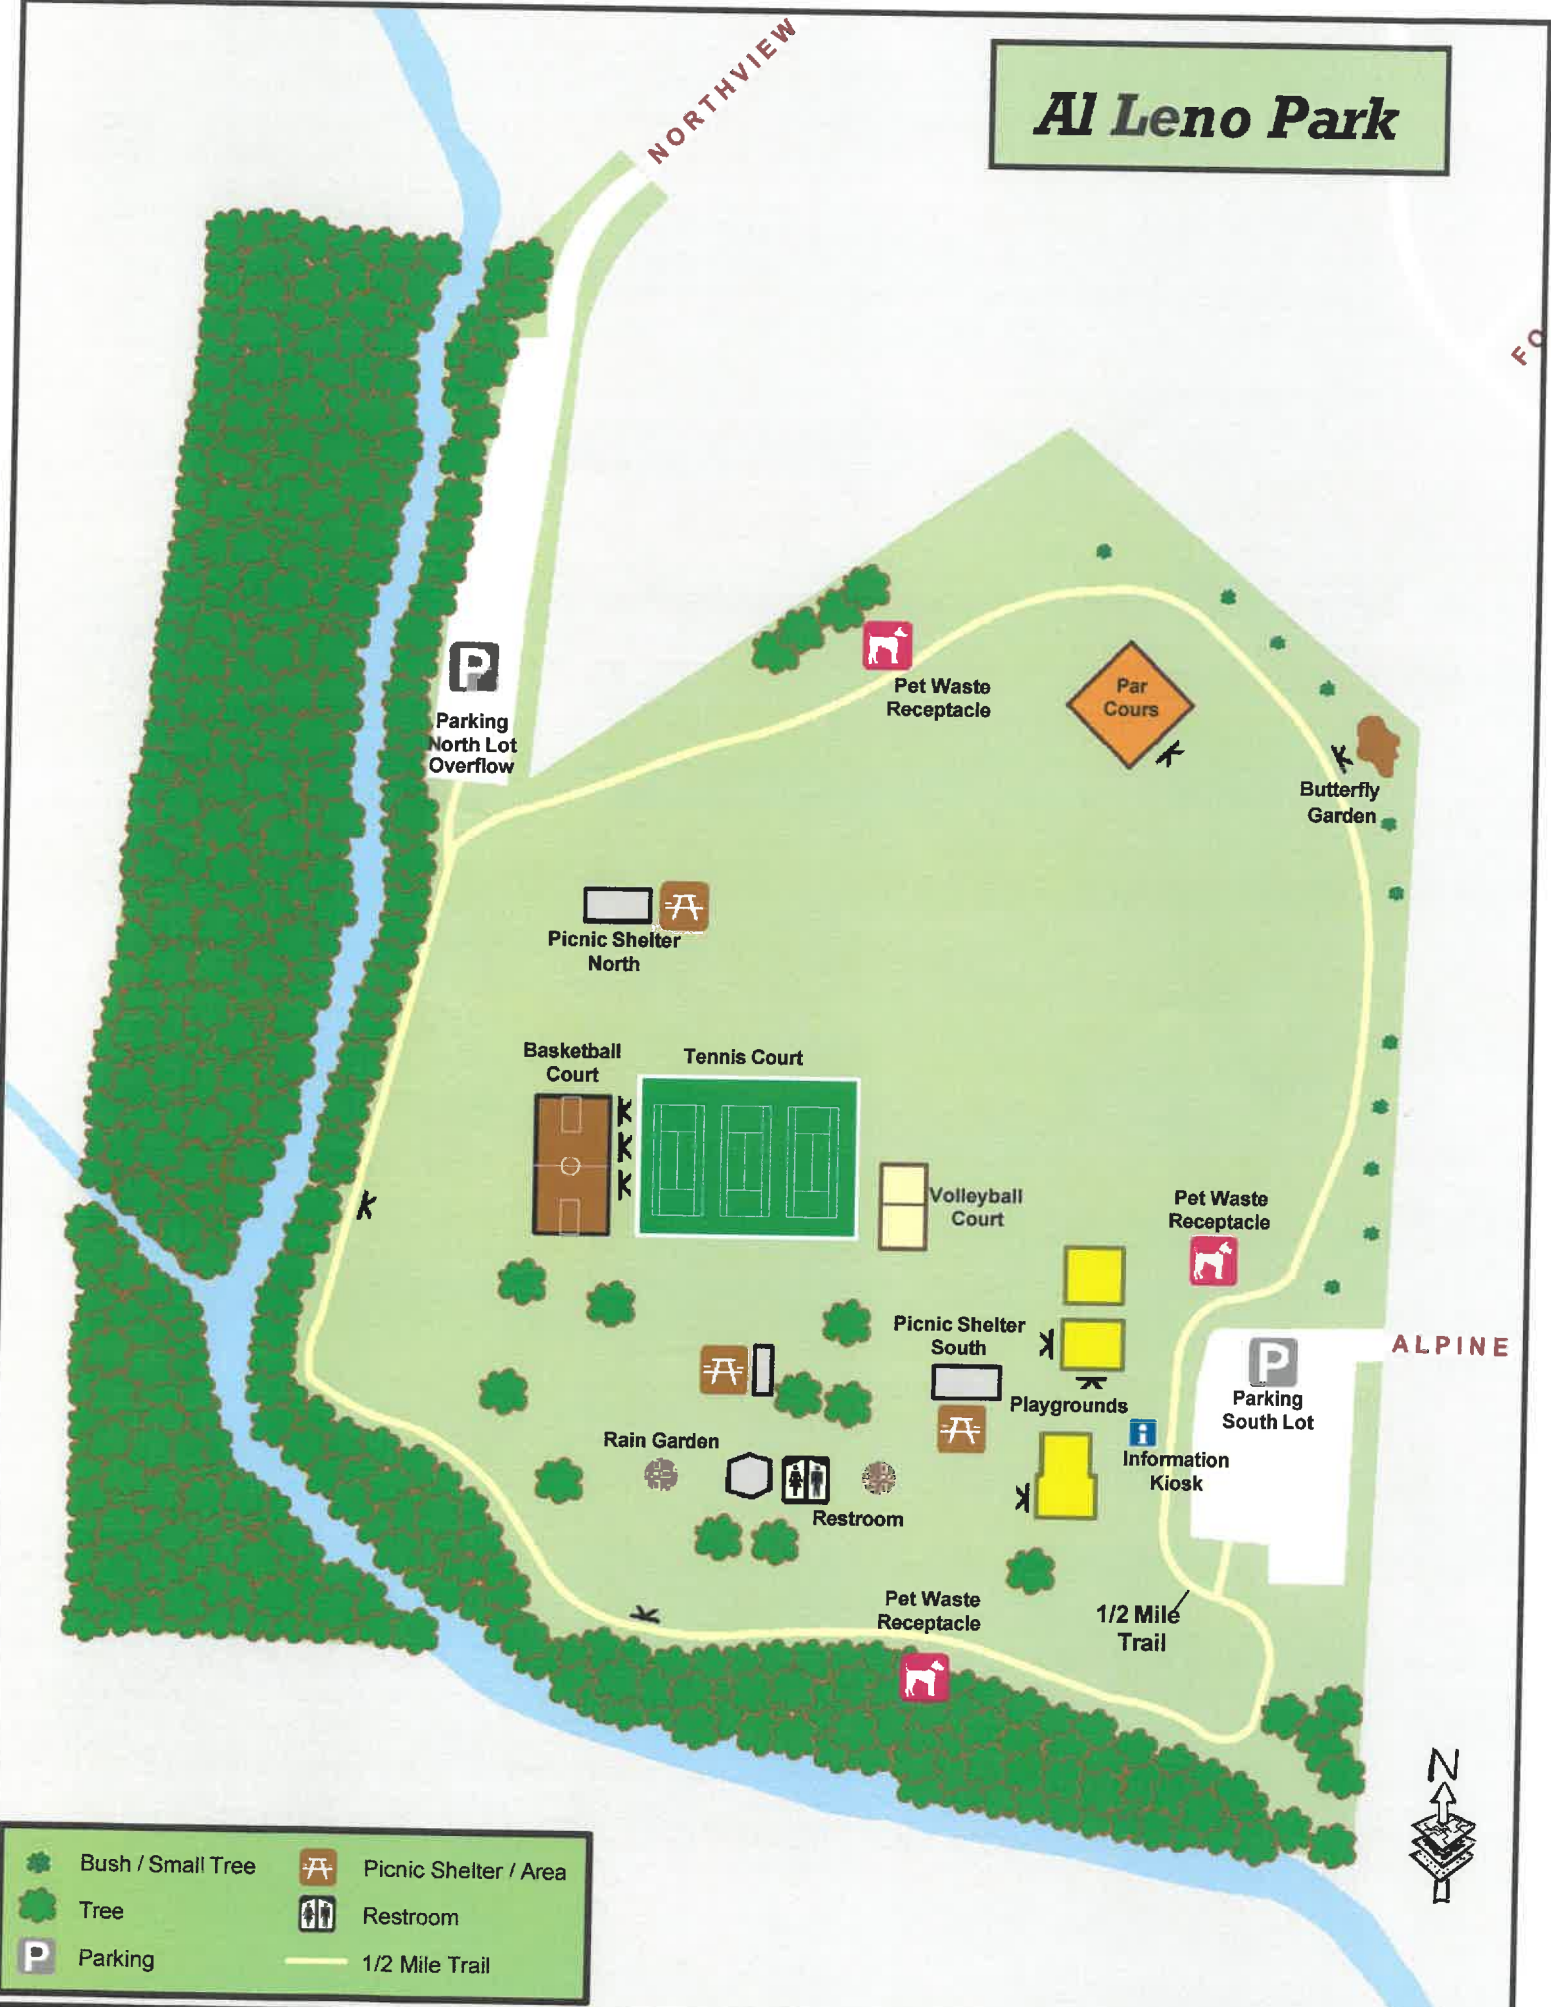 NORTHVIEW
Al Leno Park
FO
P
Parking
North Lot
Overflow
Pet Waste
Receptacle
Par
Cours
Butterfly
Garden
Picnic Shelter
North
Basketball
Court
Tennis Court
Volleyball
Court
Pet Waste
Receptacle
Picnic Shelter
South
Playgrounds
ALPINE
P
Parking
South Lot
i
Information
Kiosk
Rain Garden
Restroom
Pet Waste
Receptacle
1/2 Mile
Trail
N
Bush / Small Tree
Tree
P
Parking
Picnic Shelter / Area
Restroom
1/2 Mile Trail